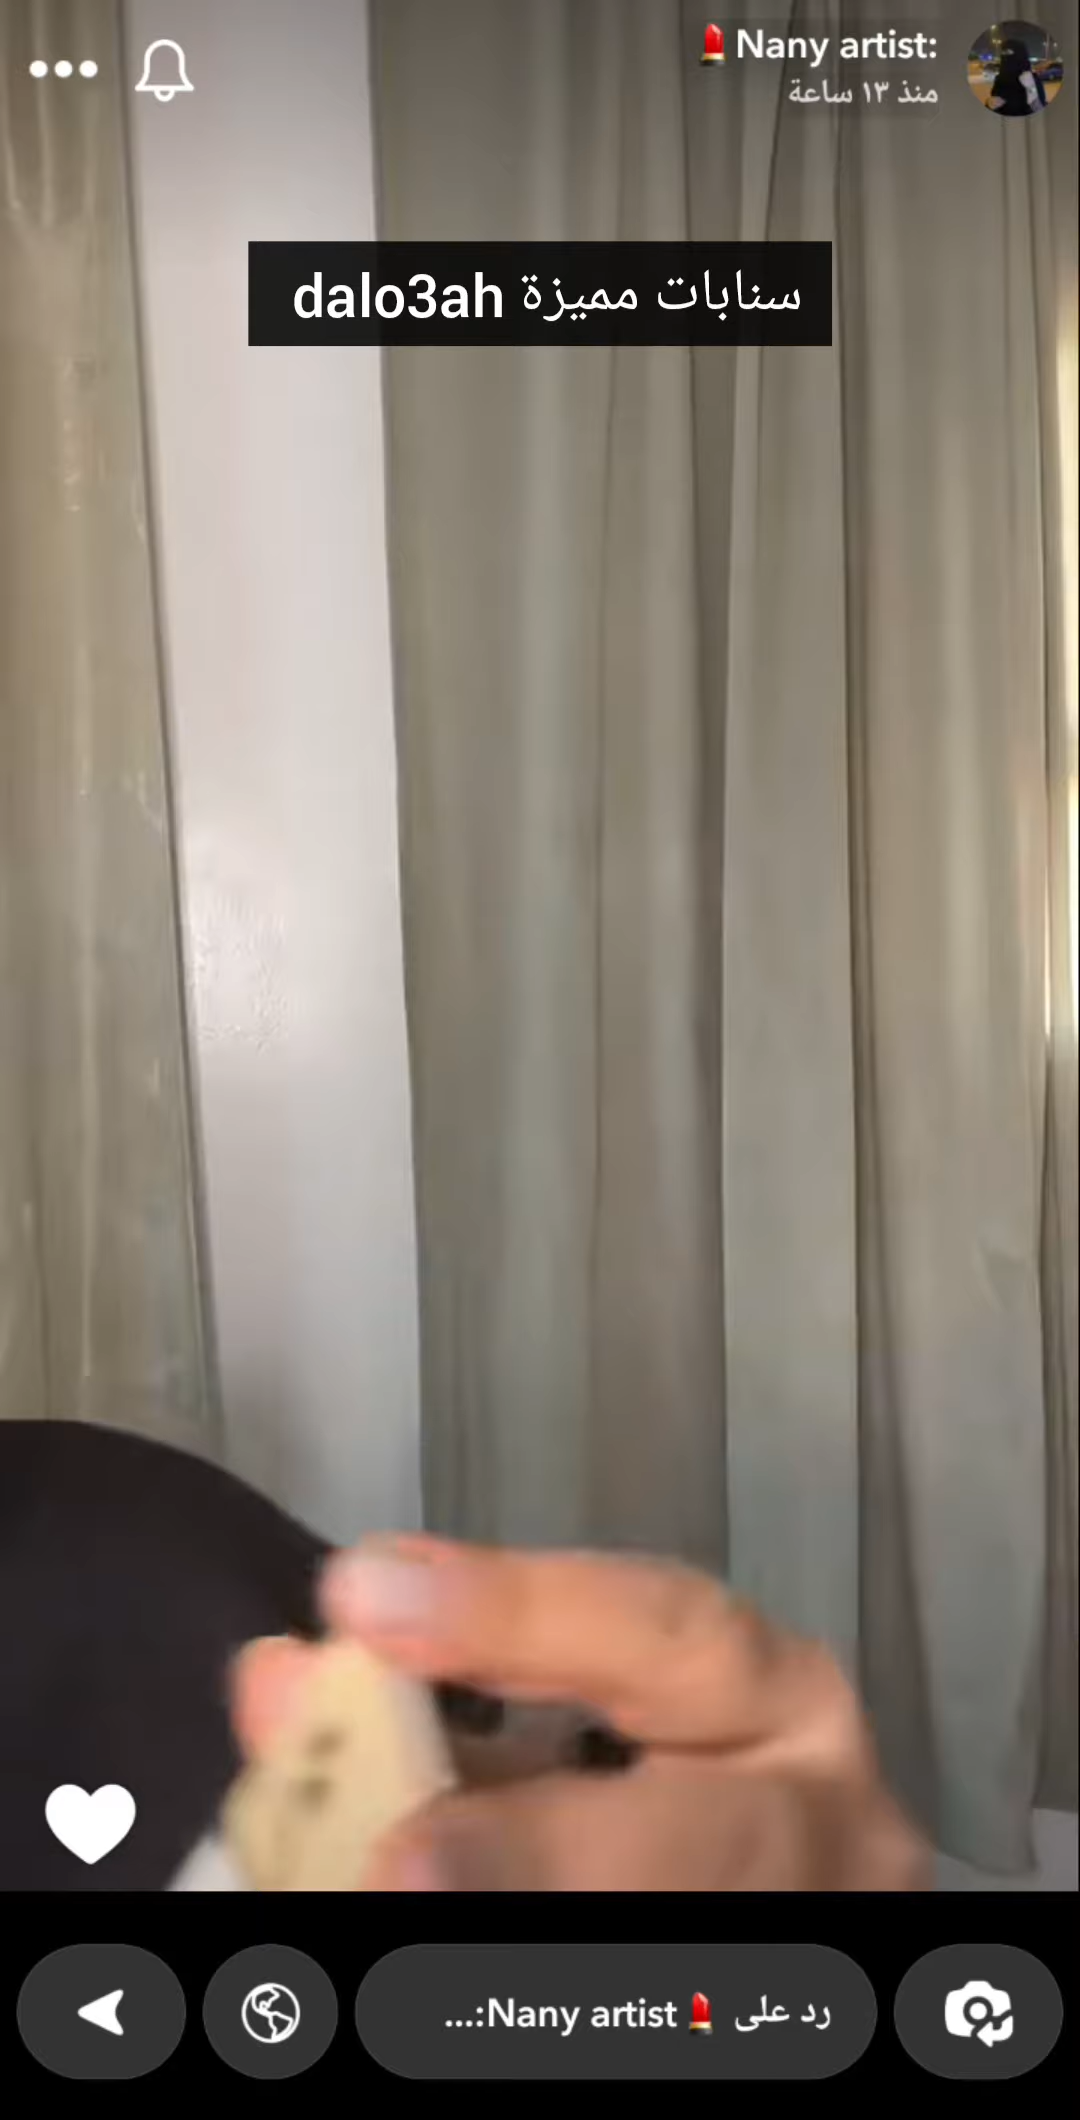 💄 Nany artist:
منذ ١٣ ساعة
سنابات مميزة dalo3ah
رد على 💄 Nany artist:...